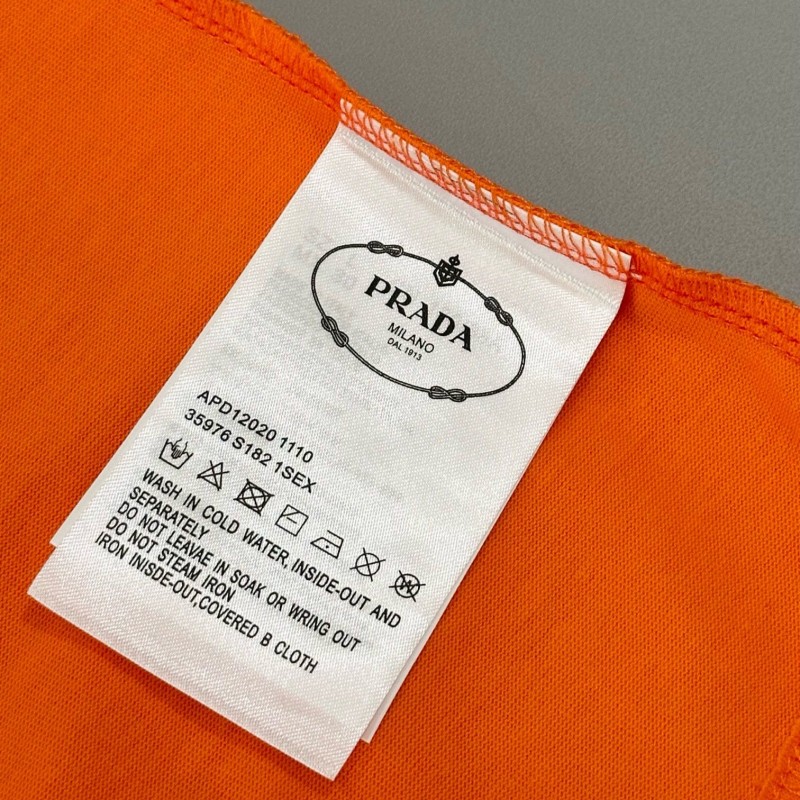 PRADA
MILANO
DAL 1913
APD12020 1110
35976 S182 1SEX
WASH IN COLD WATER, INSIDE-OUT AND
SEPARATELY
DO NOT LEAVAE IN SOAK OR WRING OUT
DO NOT STEAM IRON
IRON INISDE-OUT,COVERED B CLOTH